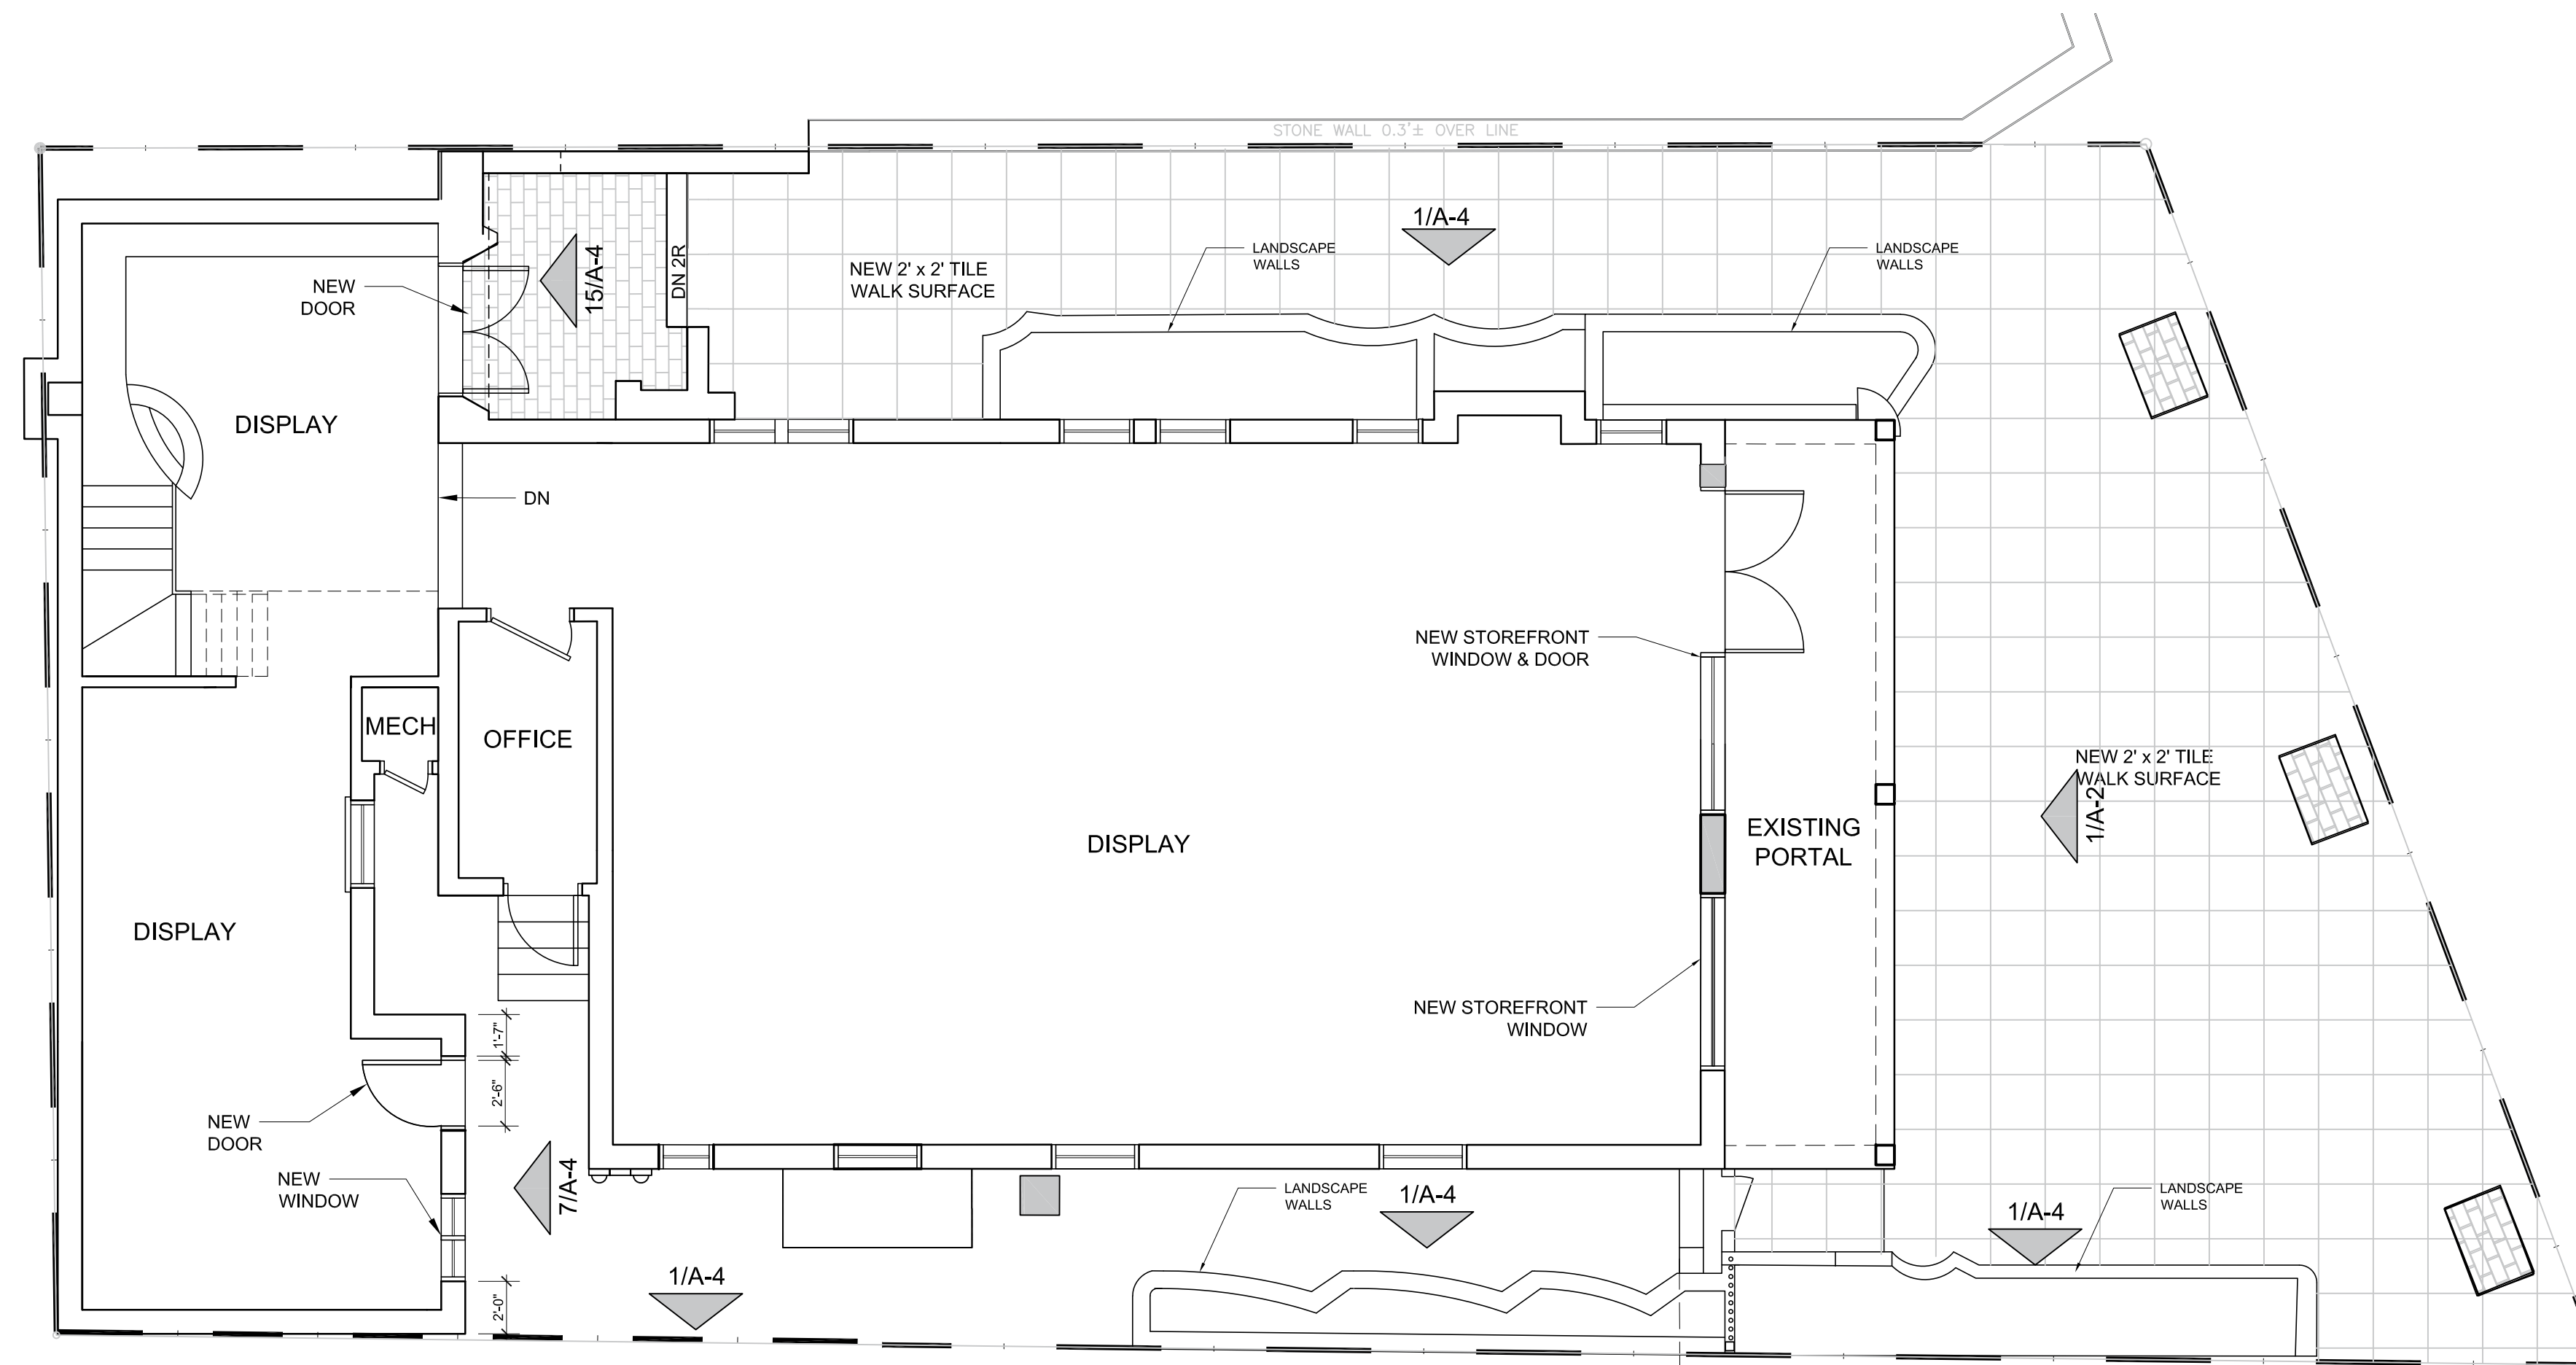 STONE WALL 0.3'± OVER LINE
1/A-4
LANDSCAPE
WALLS
LANDSCAPE
WALLS
15/A-4
DN 2R
NEW 2' x 2' TILE
WALK SURFACE
NEW
DOOR
DISPLAY
DN
NEW STOREFRONT
WINDOW & DOOR
MECH
OFFICE
DISPLAY
EXISTING
PORTAL
NEW 2' x 2' TILE
WALK SURFACE
1/A-2
DISPLAY
NEW STOREFRONT
WINDOW
1'-7"
2'-6"
NEW
DOOR
NEW
WINDOW
7/A-4
2'-0"
1/A-4
LANDSCAPE
WALLS
1/A-4
1/A-4
LANDSCAPE
WALLS